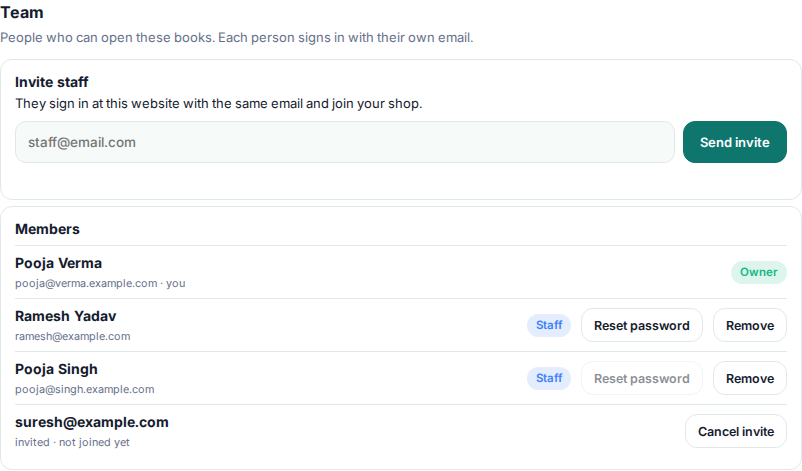 Team
People who can open these books. Each person signs in with their own email.
Invite staff
They sign in at this website with the same email and join your shop.
staff@email.com
Send invite
Members
Pooja Verma
pooja@verma.example.com · you
Owner
Ramesh Yadav
ramesh@example.com
Staff
Reset password
Remove
Pooja Singh
pooja@singh.example.com
Staff
Reset password
Remove
suresh@example.com
invited · not joined yet
Cancel invite